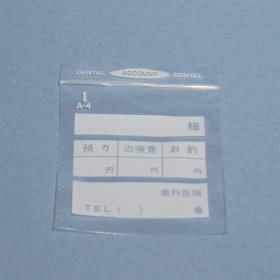 DENTAL ACCOUNT DENTAL
1
A-4
様
預り 治療費 お釣
円 円 円
歯科医院
TEL( )